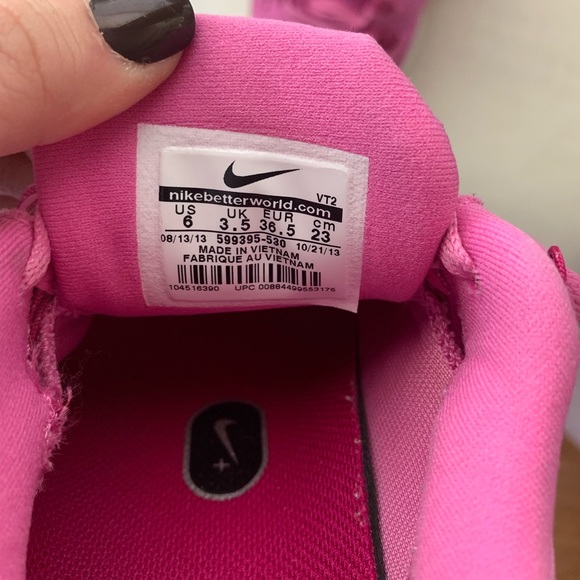 nikebetterworld.com VT2
US UK EUR cm
6 3.5 36.5 23
08/13/13 599395-530 10/21/13
MADE IN VIETNAM
FABRIQUE AU VIETNAM
104516390 UPC 00884499553176